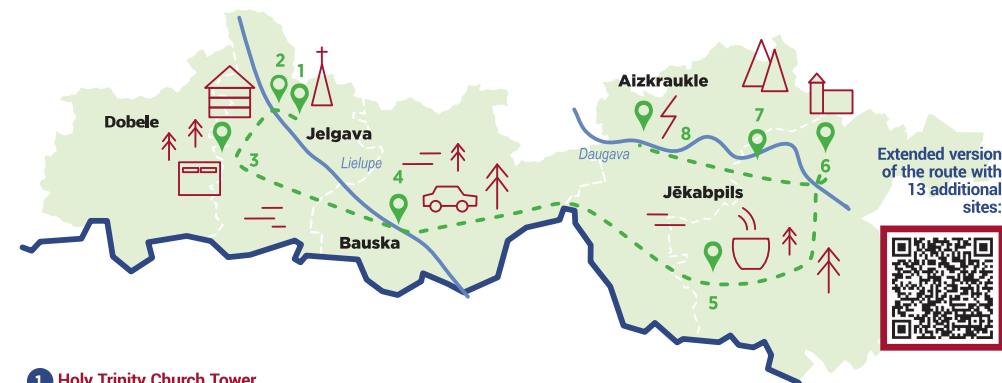 2
1
Dobele
3
Jelgava
Lielupe
4
Bauska
Aizkraukle
8
7
Daugava
6
Jēkabpils
5
Extended version
of the route with
13 additional
sites:
1 Holy Trinity Church Tower